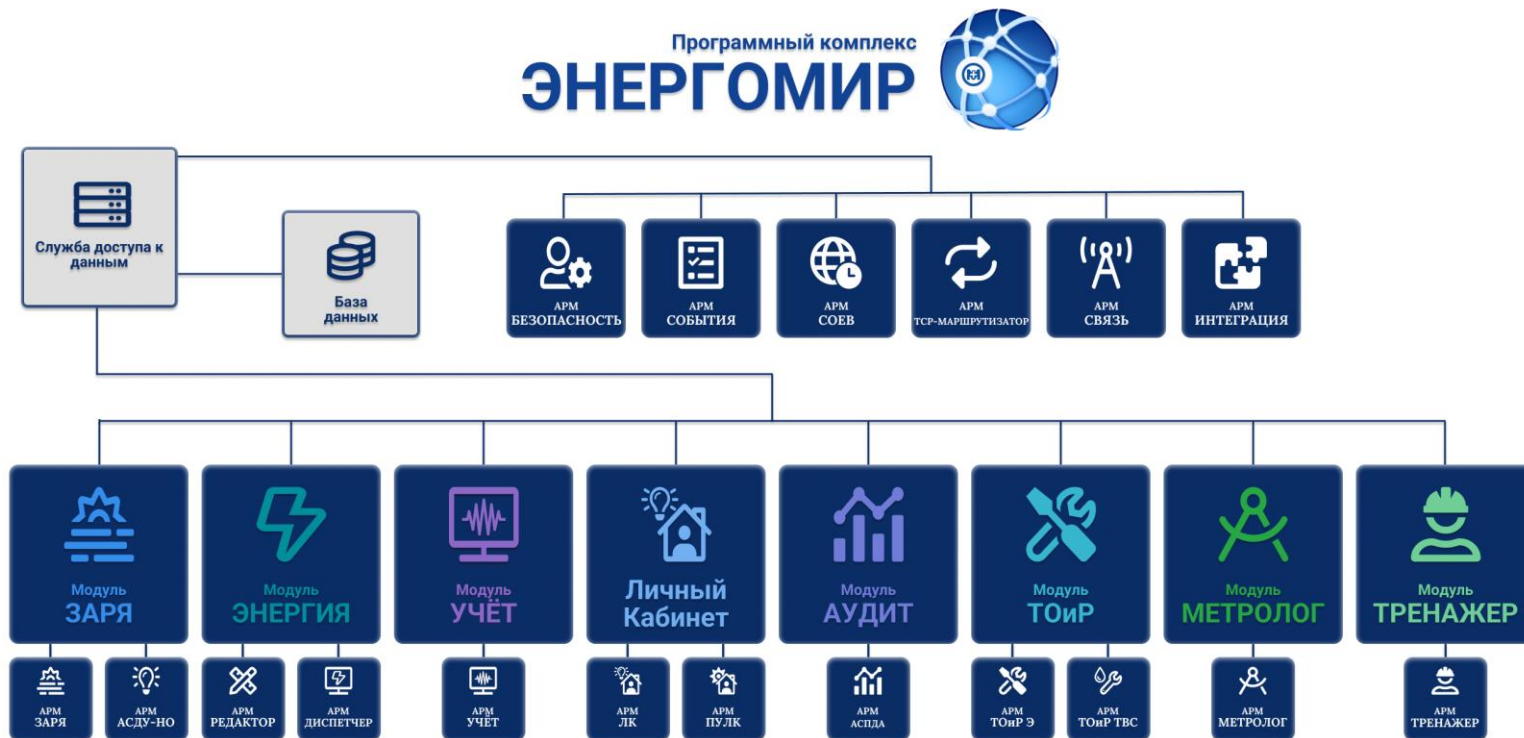 Программный комплекс
ЭНЕРГОМИР
Служба доступа к
данным
База
данных
АРМ
БЕЗОПАСНОСТЬ
АРМ
СОБЫТИЯ
АРМ
СОЕВ
АРМ
TCP-МАРШРУТИЗАТОР
АРМ
СВЯЗЬ
АРМ
ИНТЕГРАЦИЯ
Модуль
ЗАРЯ
Модуль
ЭНЕРГИЯ
Модуль
УЧЁТ
Личный
Кабинет
Модуль
АУДИТ
Модуль
ТОиР
Модуль
МЕТРОЛОГ
Модуль
ТРЕНАЖЕР
АРМ
ЗАРЯ
АРМ
АСДУ-НО
АРМ
РЕДАКТОР
АРМ
ДИСПЕТЧЕР
АРМ
УЧЁТ
АРМ
ЛК
АРМ
ПУЛК
АРМ
АСПДА
АРМ
ТОиР Э
АРМ
ТОиР ТВС
АРМ
МЕТРОЛОГ
АРМ
ТРЕНАЖЕР